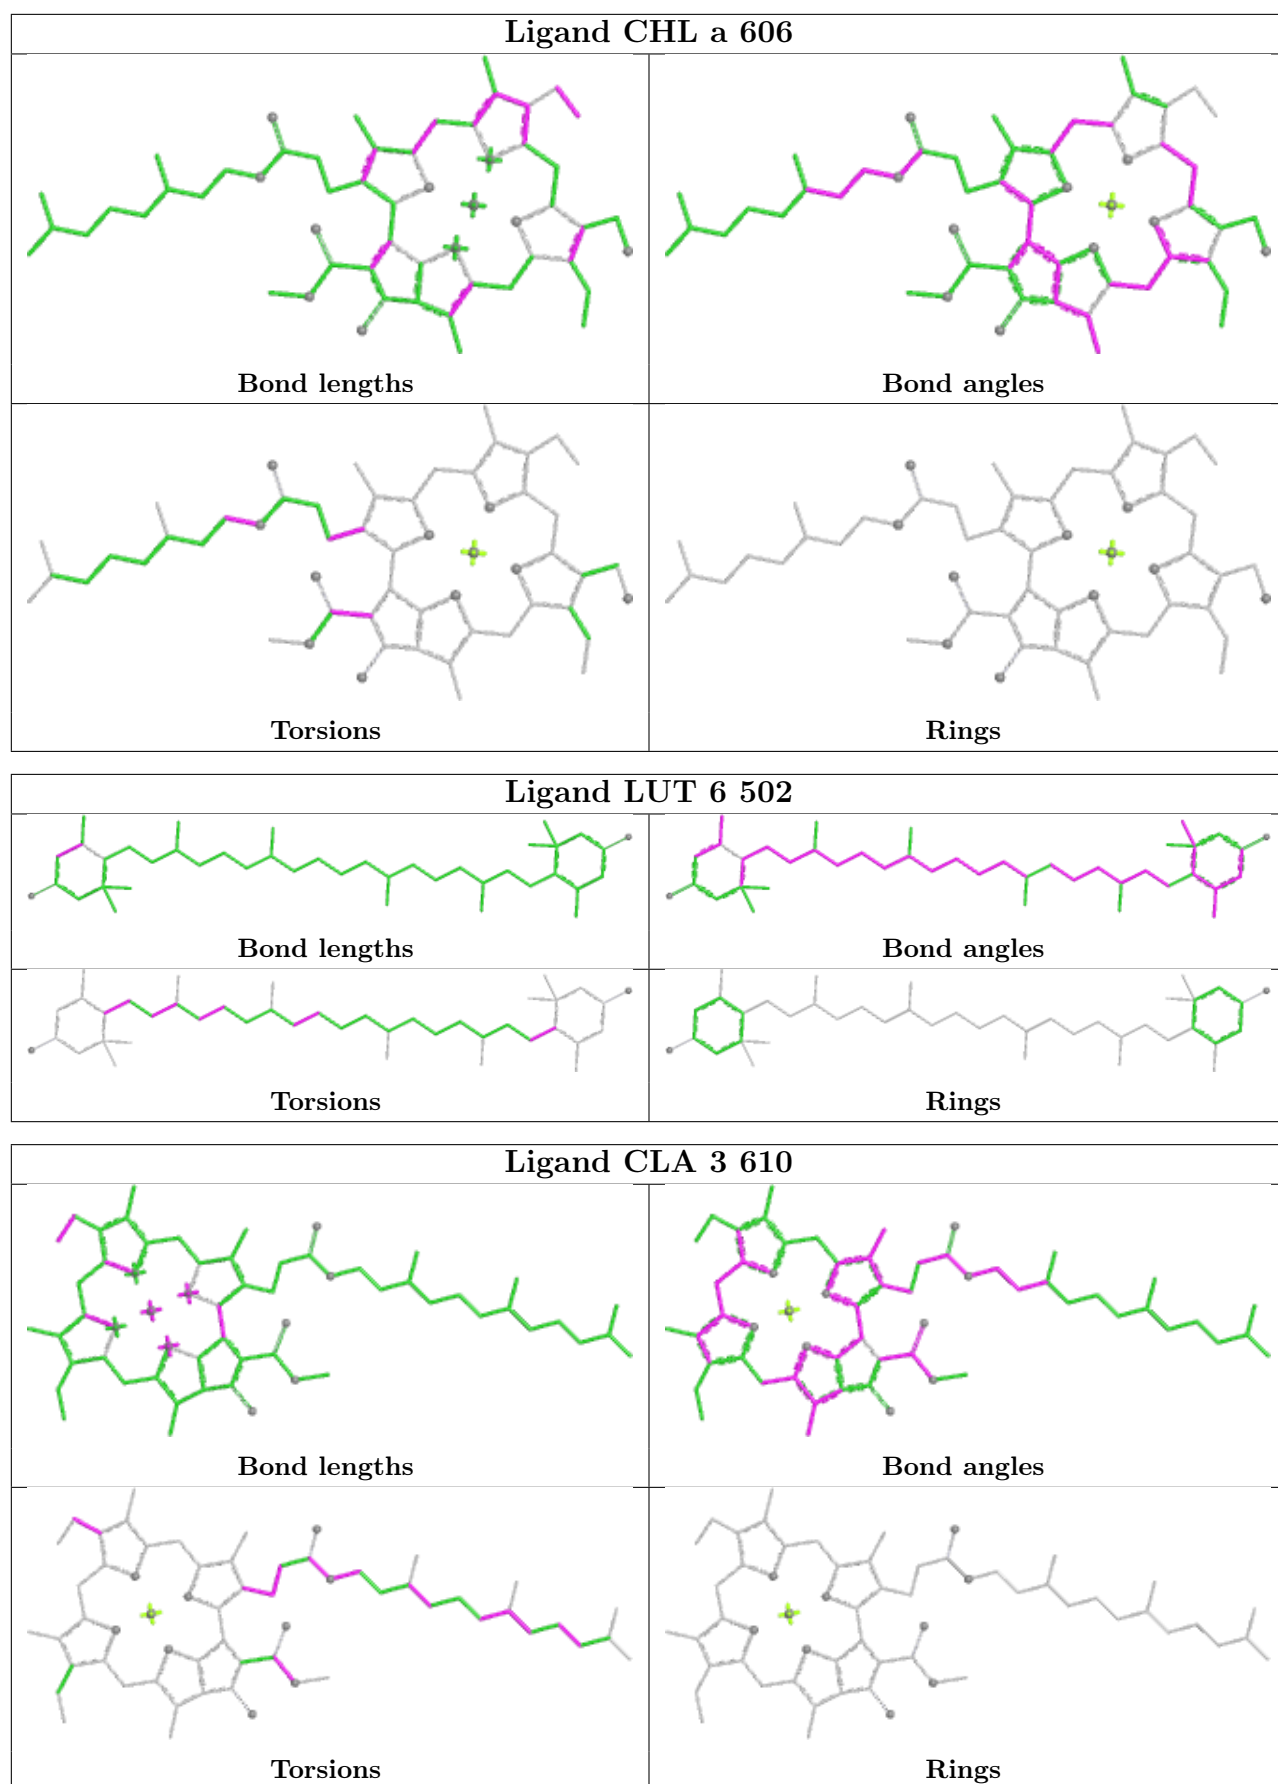 Ligand CHL a 606
Bond lengths
Bond angles
Torsions
Rings
Ligand LUT 6 502
Bond lengths
Bond angles
Torsions
Rings
Ligand CLA 3 610
Bond lengths
Bond angles
Torsions
Rings